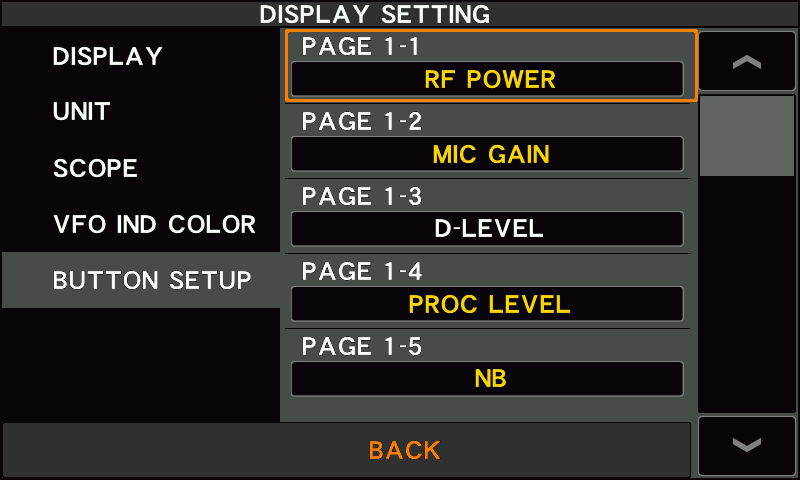 DISPLAY SETTING
DISPLAY
UNIT
SCOPE
VFO IND COLOR
BUTTON SETUP
PAGE 1-1
RF POWER
PAGE 1-2
MIC GAIN
PAGE 1-3
D-LEVEL
PAGE 1-4
PROC LEVEL
PAGE 1-5
NB
BACK